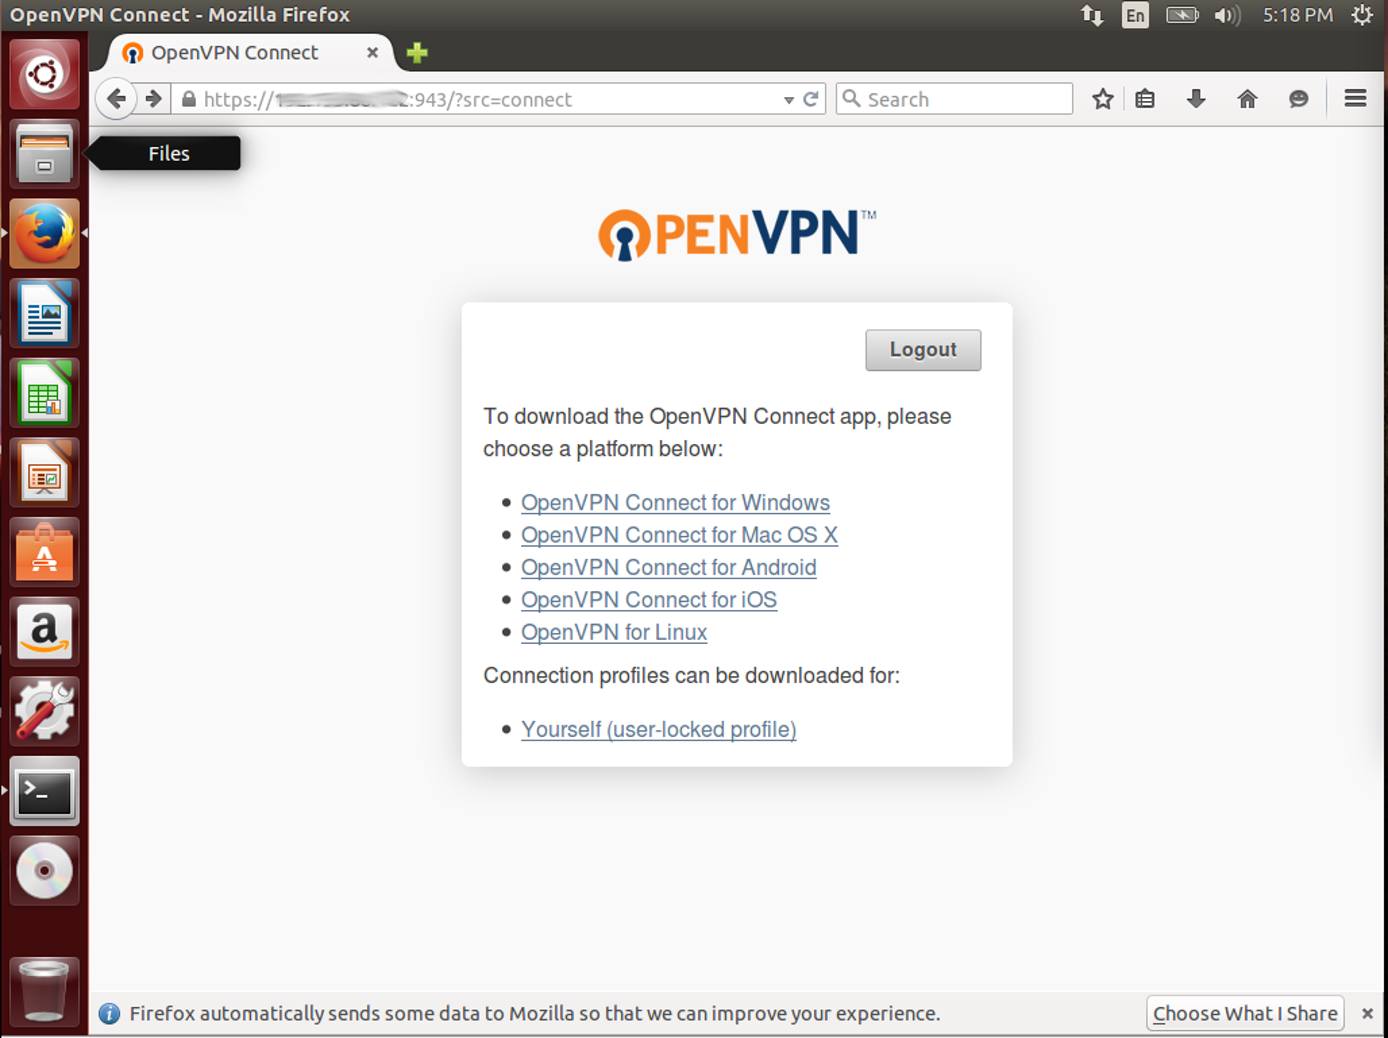 OpenVPN Connect - Mozilla Firefox
En
5:18 PM
OpenVPN Connect
https://
:943/?src=connect
Search
Files
OPENVPN™
Logout
To download the OpenVPN Connect app, please
choose a platform below:
OpenVPN Connect for Windows
OpenVPN Connect for Mac OS X
OpenVPN Connect for Android
OpenVPN Connect for iOS
OpenVPN for Linux
Connection profiles can be downloaded for:
Yourself (user-locked profile)
Firefox automatically sends some data to Mozilla so that we can improve your experience.
Choose What I Share